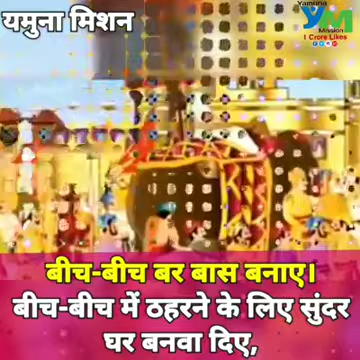 यमुना मिशन
Yamuna
YM
Mission
1 Crore Likes
बीच-बीच बर बास बनाए।
बीच-बीच में ठहरने के लिए सुंदर
घर बनवा दिए,